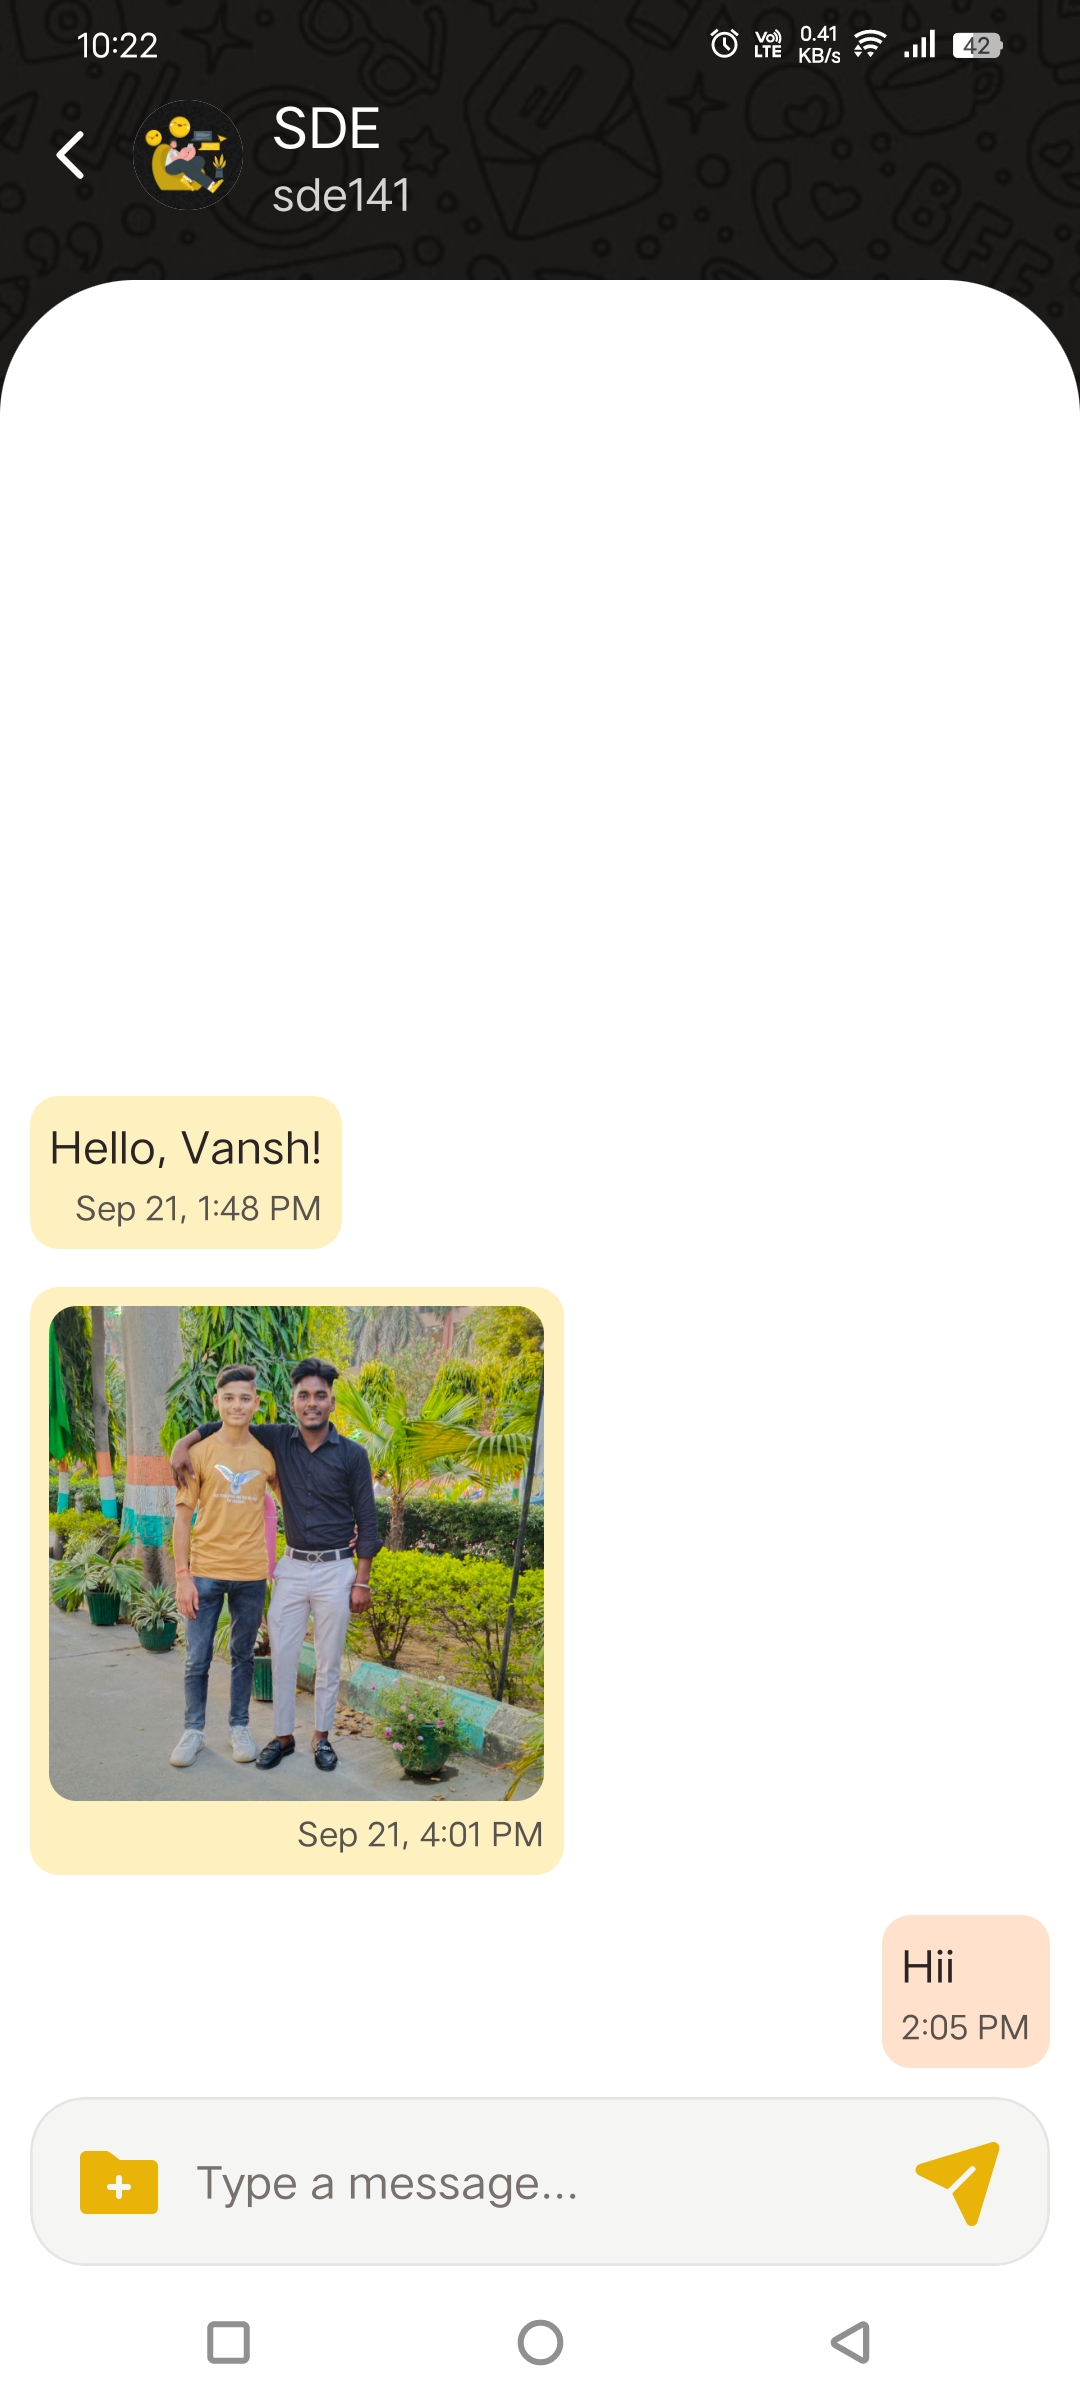 10:22
Vo)) LTE
0.41 KB/s
42
SDE
sde141
Hello, Vansh!
Sep 21, 1:48 PM
Sep 21, 4:01 PM
Hii
2:05 PM
Type a message...